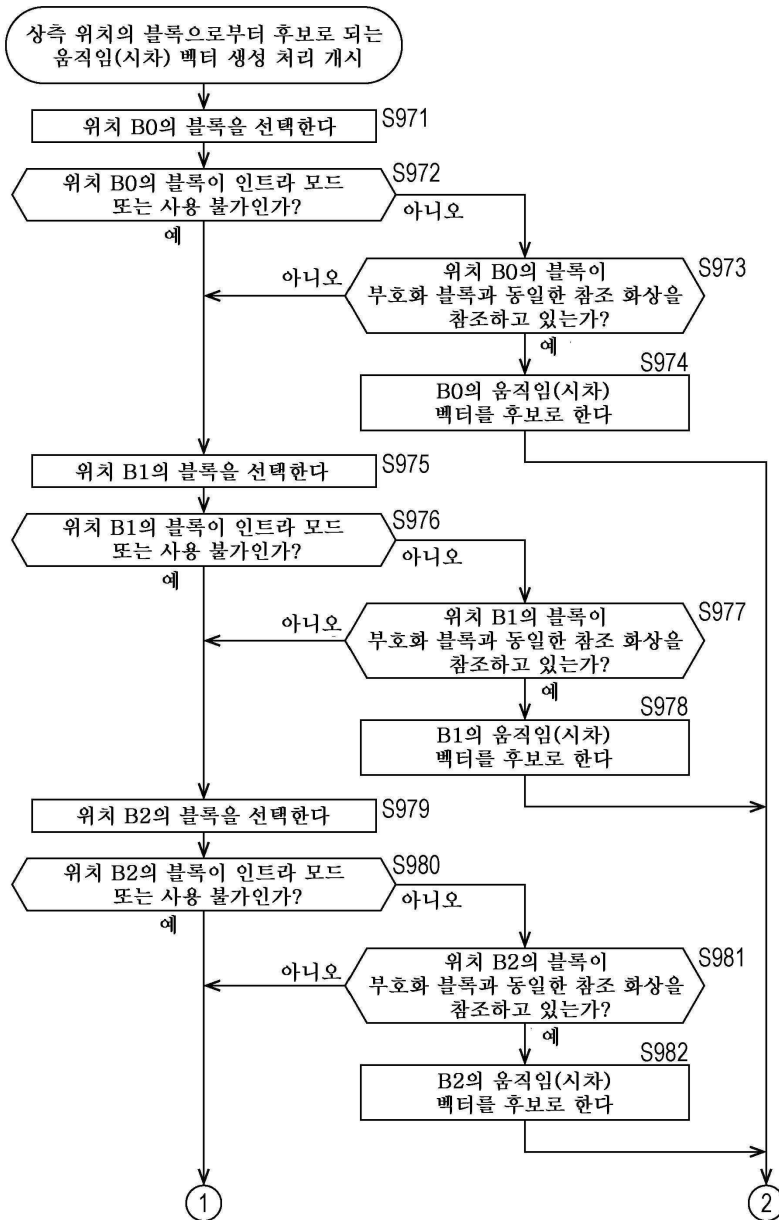 상측 위치의 블록으로부터 후보로 되는
움직임(시차) 벡터 생성 처리 개시
위치 B0의 블록을 선택한다
S971
위치 B0의 블록이 인트라 모드
또는 사용 불가인가?
S972
아니오
예
위치 B0의 블록이
부호화 블록과 동일한 참조 화상을
참조하고 있는가?
S973
아니오
예
S974
B0의 움직임(시차)
벡터를 후보로 한다
위치 B1의 블록을 선택한다
S975
위치 B1의 블록이 인트라 모드
또는 사용 불가인가?
S976
아니오
예
위치 B1의 블록이
부호화 블록과 동일한 참조 화상을
참조하고 있는가?
S977
아니오
예
S978
B1의 움직임(시차)
벡터를 후보로 한다
위치 B2의 블록을 선택한다
S979
위치 B2의 블록이 인트라 모드
또는 사용 불가인가?
S980
아니오
예
위치 B2의 블록이
부호화 블록과 동일한 참조 화상을
참조하고 있는가?
S981
아니오
예
S982
B2의 움직임(시차)
벡터를 후보로 한다
1
2